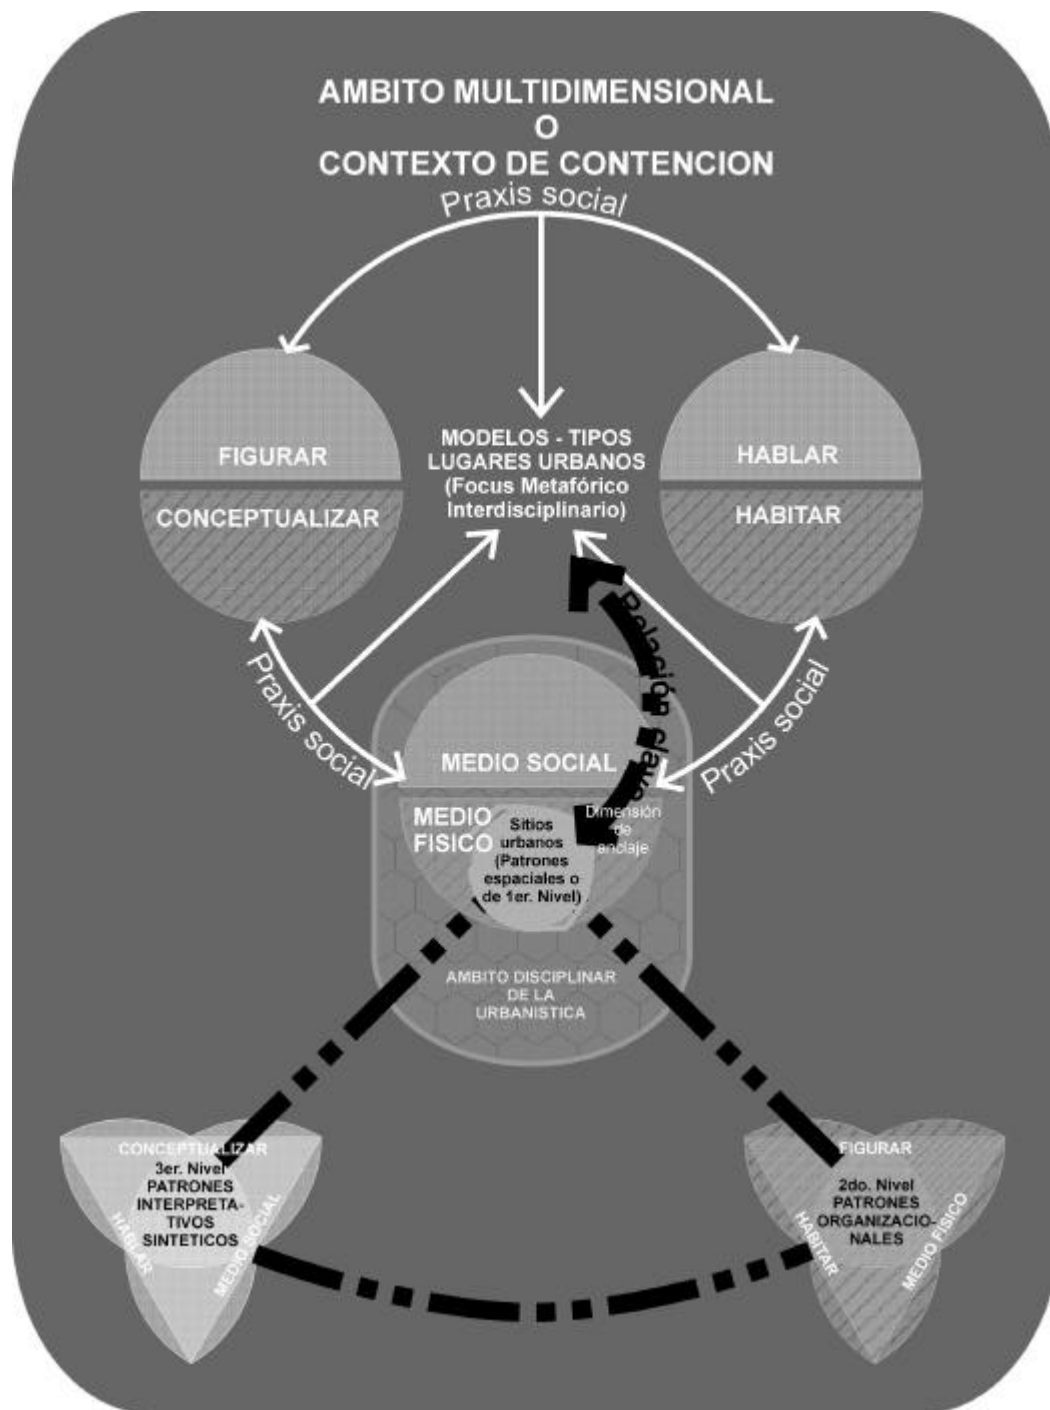 AMBITO MULTIDIMENSIONAL
O
CONTEXTO DE CONTENCION
Praxis social
FIGURAR
CONCEPTUALIZAR
MODELOS - TIPOS
LUGARES URBANOS
(Focus Metafórico
Interdisciplinario)
HABLAR
HABITAR
Relación clave
Praxis social
Praxis social
MEDIO SOCIAL
MEDIO
FISICO
Sitios
urbanos
(Patrones
espaciales o
de 1er. Nivel)
Dimensión
de
anclaje
AMBITO DISCIPLINAR
DE LA
URBANISTICA
CONCEPTUALIZAR
3er. Nivel
PATRONES
INTERPRETA-
TIVOS
SINTETICOS
HABLAR
MEDIO SOCIAL
FIGURAR
2do. Nivel
PATRONES
ORGANIZACIO-
NALES
HABITAR
MEDIO FISICO